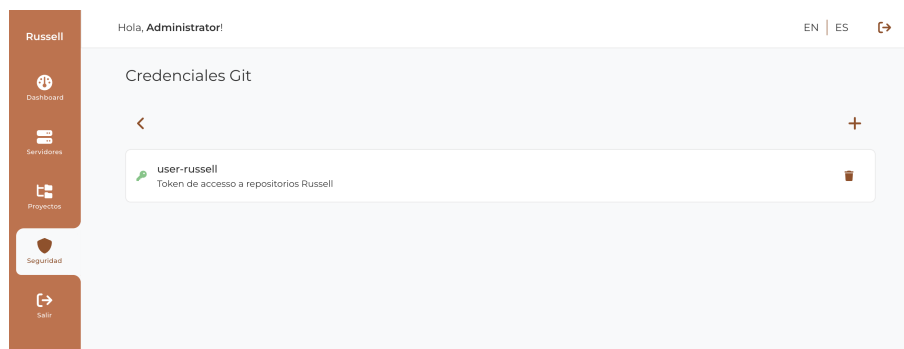 Russell
Hola, Administrator!
EN | ES
Dashboard
Servidores
Proyectos
Seguridad
Salir
Credenciales Git
user-russell
Token de accesso a repositorios Russell